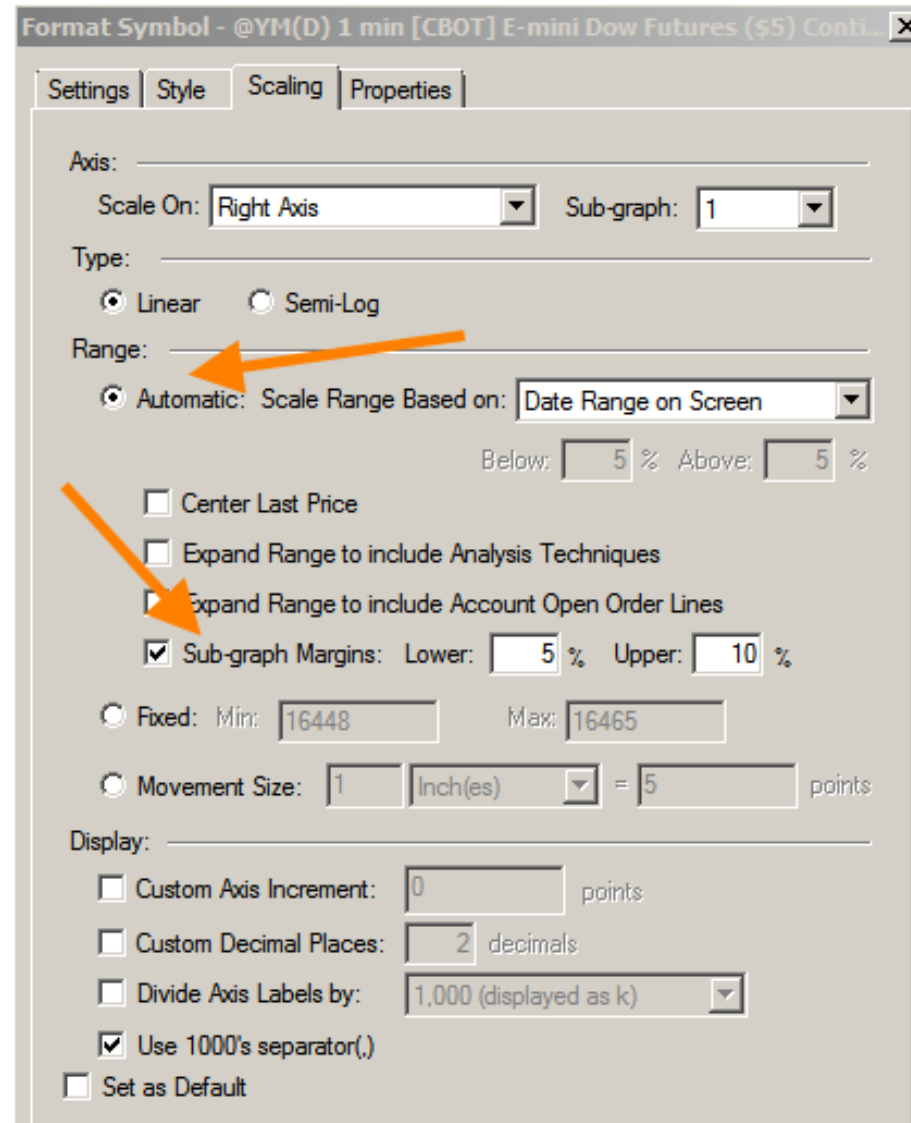 Format Symbol - @YM(D) 1 min [CBOT] E-mini Dow Futures ($5) Conti...
Settings Style Scaling Properties
Axis:
Scale On: Right Axis Sub-graph: 1
Type:
Linear Semi-Log
Range:
Automatic: Scale Range Based on: Date Range on Screen
Below: 5 % Above: 5 %
Center Last Price
Expand Range to include Analysis Techniques
Expand Range to include Account Open Order Lines
Sub-graph Margins: Lower: 5 % Upper: 10 %
Fixed: Min: 16448 Max: 16465
Movement Size: 1 Inch(es) = 5 points
Display:
Custom Axis Increment: 0 points
Custom Decimal Places: 2 decimals
Divide Axis Labels by: 1,000 (displayed as k)
Use 1000's separator(,)
Set as Default